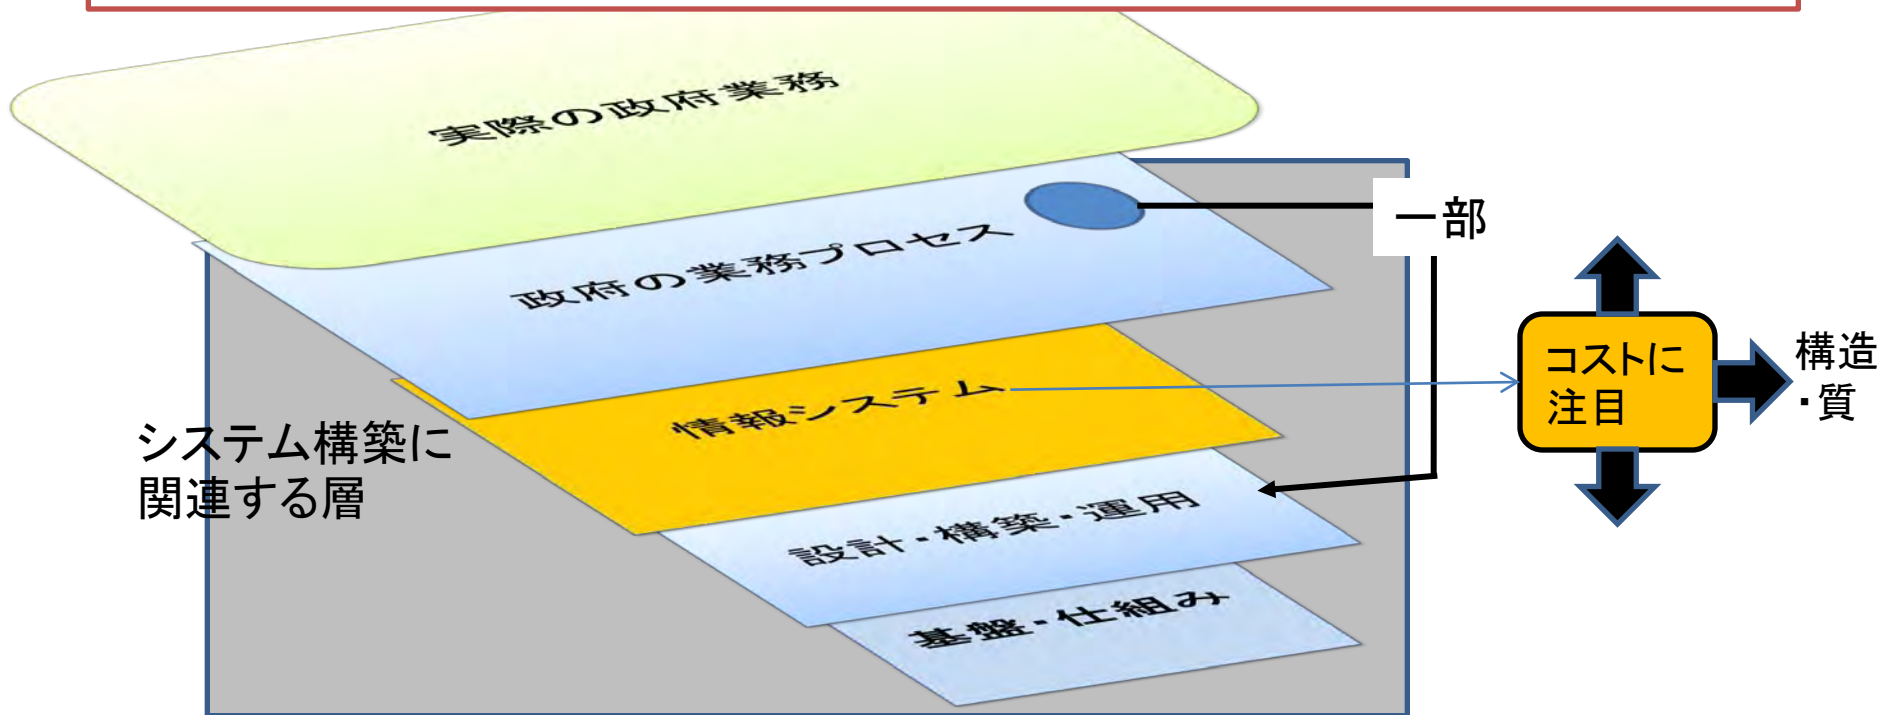 実際の政府業務
政府の業務プロセス
一部
情報システム
コストに
注目
構造
・質
システム構築に
関連する層
設計・構築・運用
基盤・仕組み